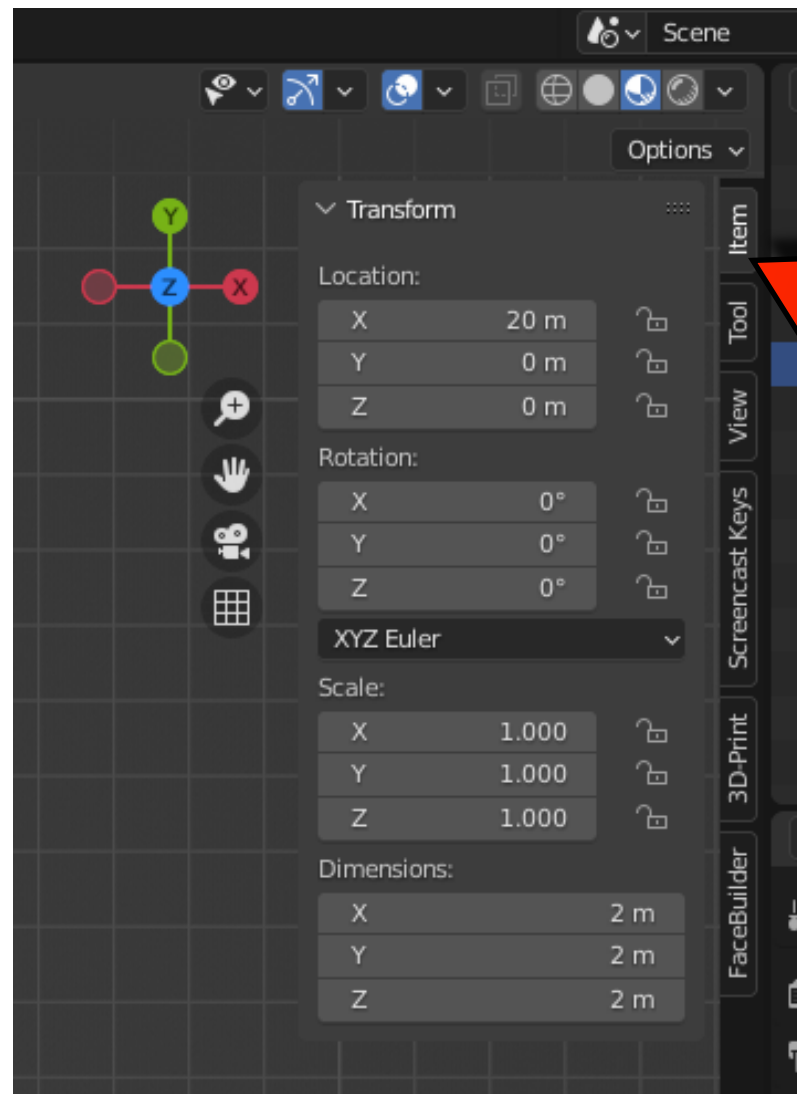 Scene
Options
Transform
Item
Location:
X 20 m
Y 0 m
Z 0 m
Rotation:
X 0°
Y 0°
Z 0°
XYZ Euler
Scale:
X 1.000
Y 1.000
Z 1.000
Dimensions:
X 2 m
Y 2 m
Z 2 m
Tool
View
Screencast Keys
3D-Print
FaceBuilder
Y
Z
X